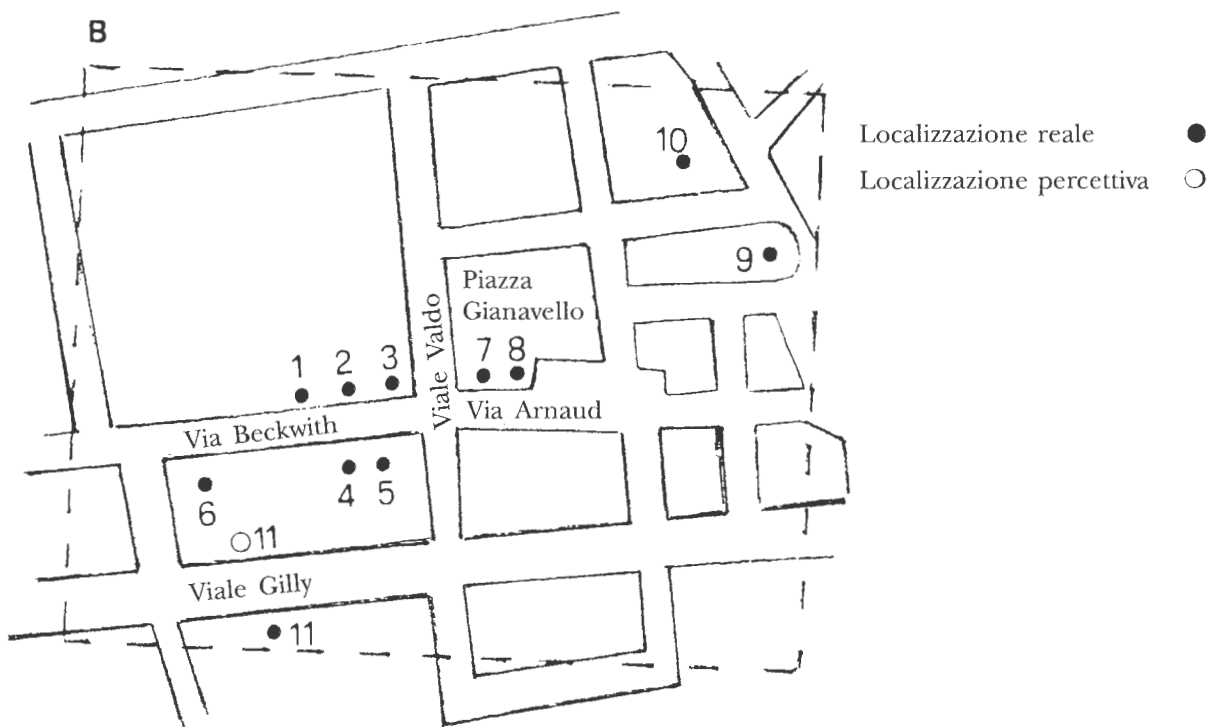 B
10
Localizzazione reale
Localizzazione percettiva
9
Piazza
Gianavello
Viale Valdo
1 2 3
7 8
Via Arnaud
Via Beckwith
4 5
6
11
Viale Gilly
11